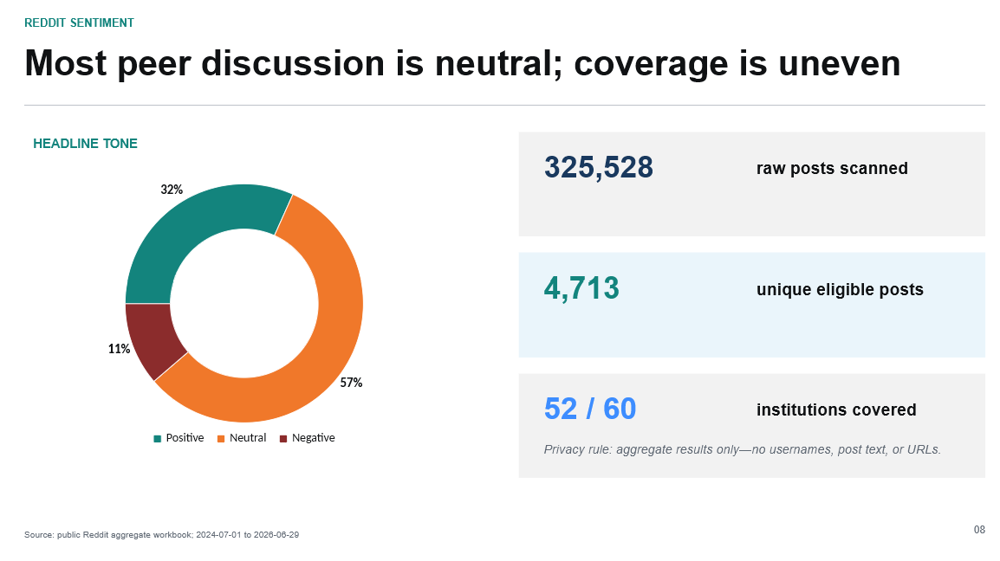 REDDIT SENTIMENT
Most peer discussion is neutral; coverage is uneven
HEADLINE TONE
32%
11%
57%
Positive Neutral Negative
325,528 raw posts scanned
4,713 unique eligible posts
52 / 60 institutions covered
Privacy rule: aggregate results only—no usernames, post text, or URLs.
Source: public Reddit aggregate workbook; 2024-07-01 to 2026-06-29
08